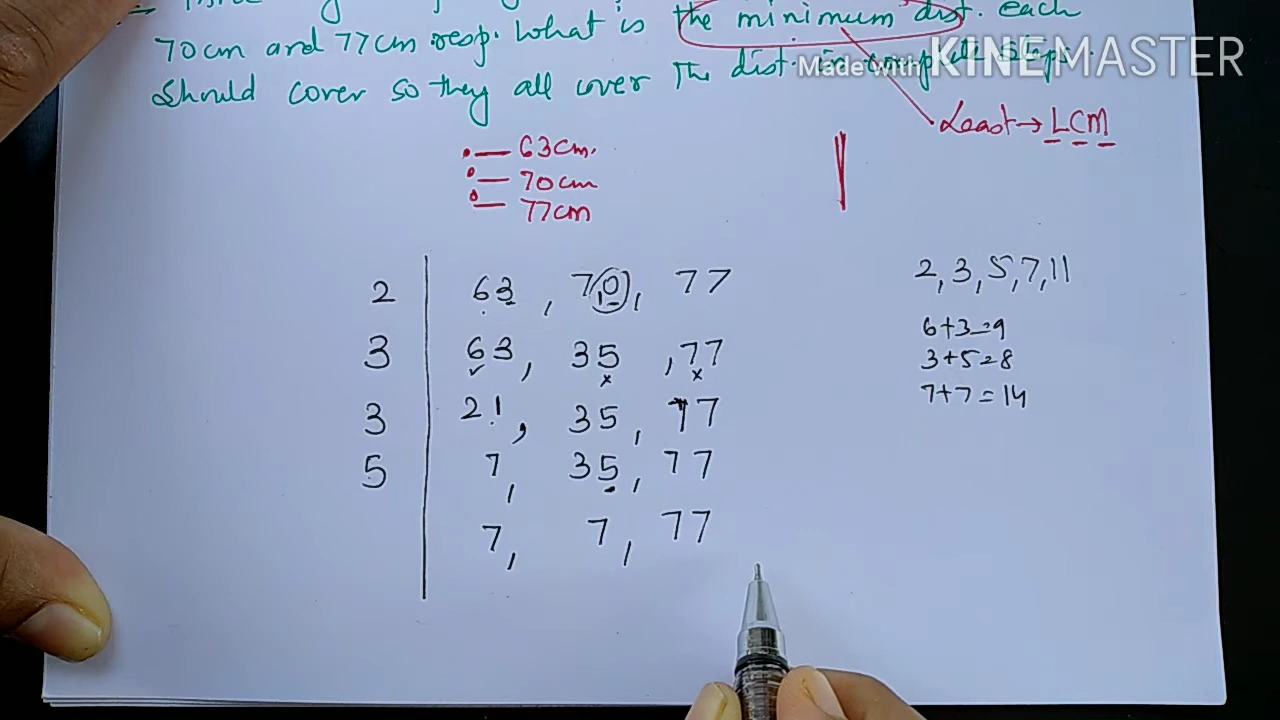 70cm and 77cm resp. What is the minimum dist. each
should cover so they all cover the dist. in steps.
Made with KINEMASTER
Least → LCM
63cm.
70cm
77cm
2 63, 70, 77
3 63, 35, 77
3 21, 35, 77
5 7, 35, 77
7, 7, 77
2, 3, 5, 7, 11
6+3=9
3+5=8
7+7=14